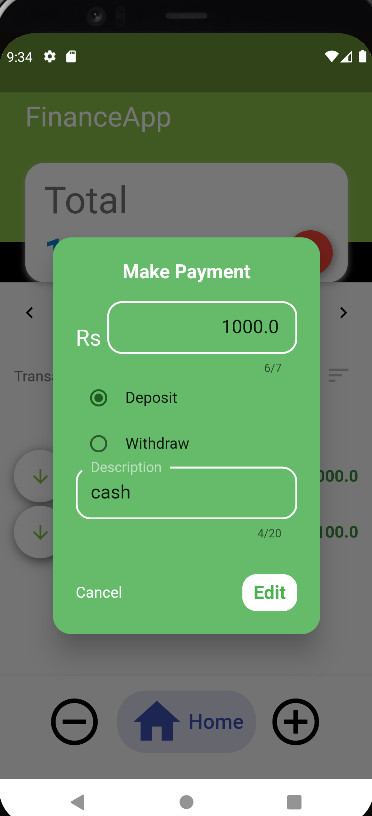 9:34
FinanceApp
Total
Make Payment
Rs 1000.0
6/7
Transa
Deposit
Withdraw
Description
000.0
cash
100.0
4/20
Cancel Edit
Home